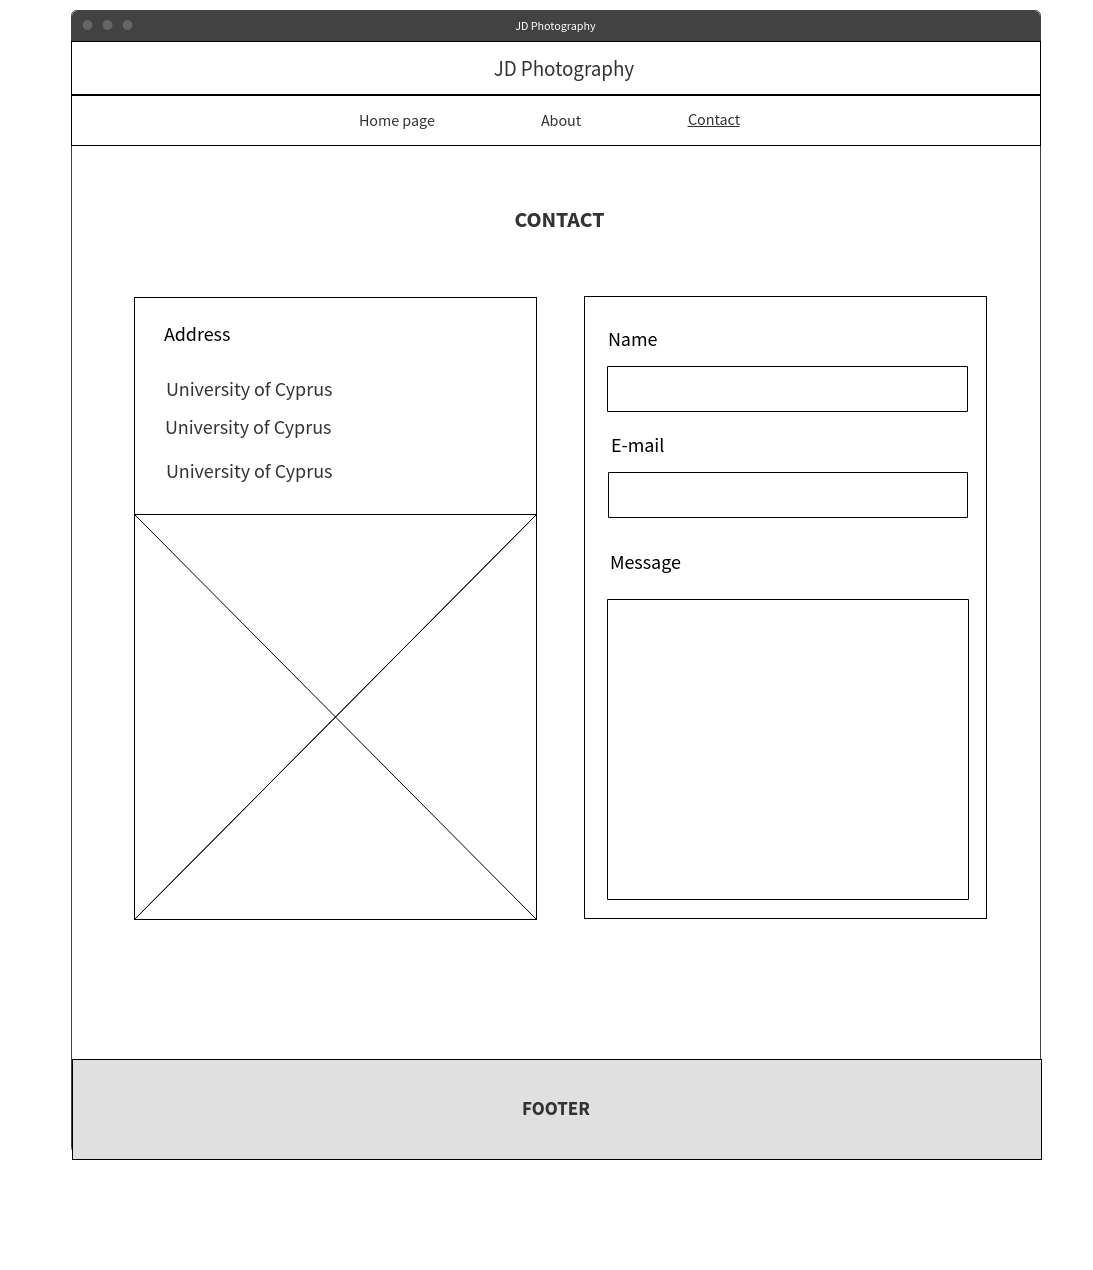 JD Photography
JD Photography
Home page
About
Contact
CONTACT
Address
University of Cyprus
University of Cyprus
University of Cyprus
Name
E-mail
Message
FOOTER